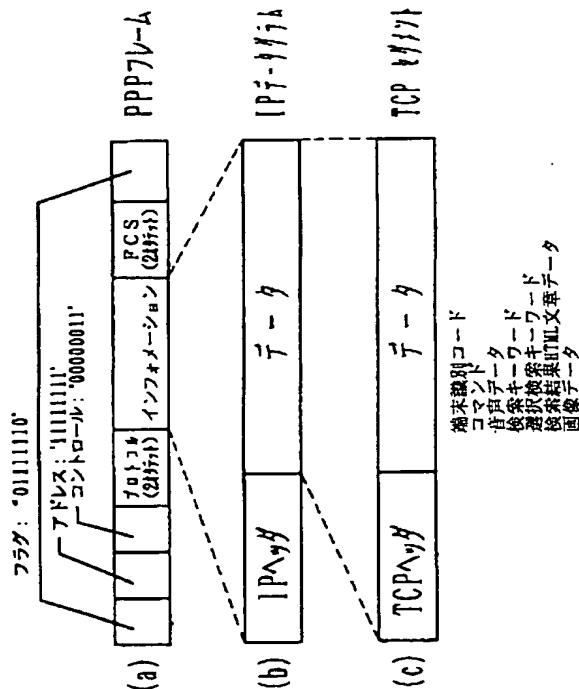 フラグ: "01111110"
アドレス: '11111111'
コントロール: '00000011'
(a)
プロトコル
(2オクテット)
インフォメーション
FCS
(2オクテット)
PPPフレーム
(b)
IPヘッダ
データ
IPデータグラム
(c)
TCPヘッダ
データ
TCPセグメント
端末識別コード
コマンド
音声データ
検索キーワード
選択検索キーワード
検索結果HTML文章データ
画像データ